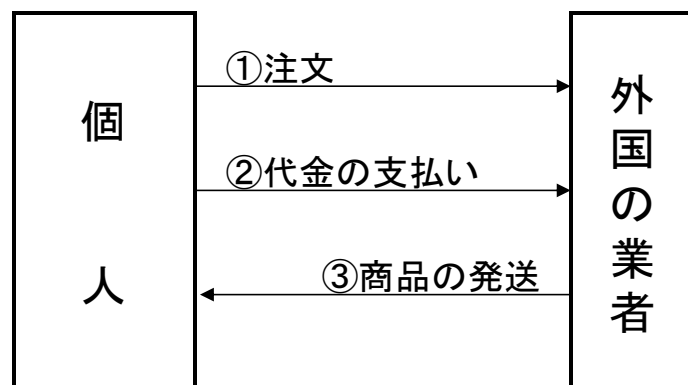 個人
①注文
②代金の支払い
③商品の発送
外国の業者